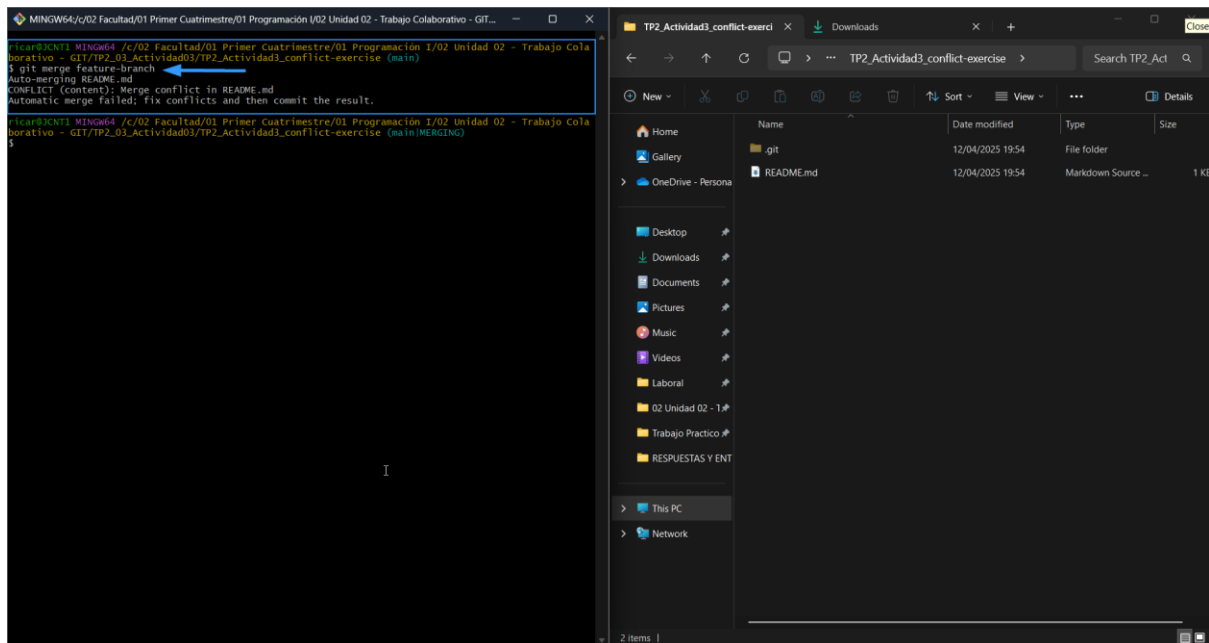 MINGW64:/c/02 Facultad/01 Primer Cuatrimestre/01 Programación I/02 Unidad 02 - Trabajo Colaborativo - GIT...
ricar@JCNT1 MINGW64 /c/02 Facultad/01 Primer Cuatrimestre/01 Programación I/02 Unidad 02 - Trabajo Cola
borativo - GIT/TP2_03_Actividad03/TP2_Actividad3_conflict-exercise (main)
$ git merge feature-branch
Auto-merging README.md
CONFLICT (content): Merge conflict in README.md
Automatic merge failed; fix conflicts and then commit the result.
ricar@JCNT1 MINGW64 /c/02 Facultad/01 Primer Cuatrimestre/01 Programación I/02 Unidad 02 - Trabajo Cola
borativo - GIT/TP2_03_Actividad03/TP2_Actividad3_conflict-exercise (main|MERGING)
$
TP2_Actividad3_conflict-exerci
Downloads
Close
TP2_Actividad3_conflict-exercise
Search TP2_Act
New
Sort
View
Details
Home
Gallery
OneDrive - Persona
Desktop
Downloads
Documents
Pictures
Music
Videos
Laboral
02 Unidad 02 - T
Trabajo Practico
RESPUESTAS Y ENT
This PC
Network
Name Date modified Type Size
.git 12/04/2025 19:54 File folder
README.md 12/04/2025 19:54 Markdown Source ... 1 KE
2 items